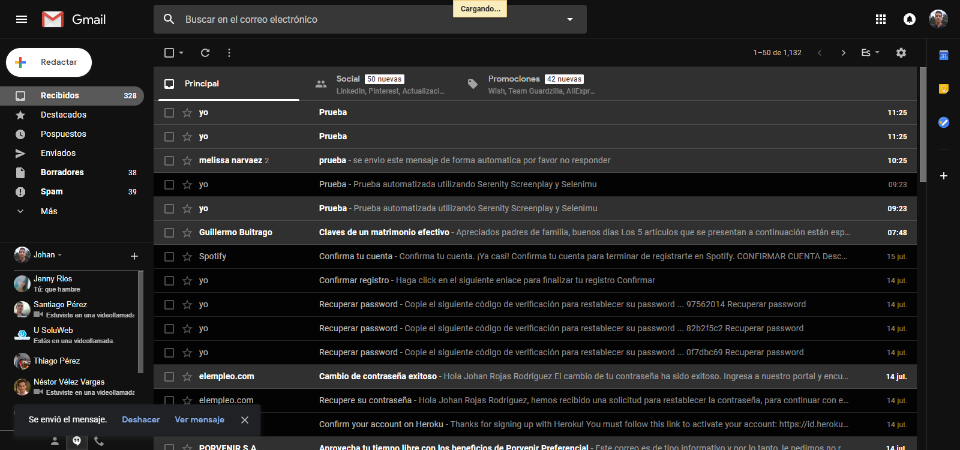 Cargando...
Gmail
Buscar en el correo electrónico
Redactar
1–50 de 1,132
Es
Recibidos 328
Destacados
Pospuestos
Enviados
Borradores 38
Spam 39
Más
Principal
Social 50 nuevas
LinkedIn, Pinterest, Actualizaci...
Promociones 42 nuevas
Wish, Team Guardzilla, AliExpr...
yo Prueba 11:25
yo Prueba 11:25
melissa narvaez 2 prueba - se envio este mensaje de forma automatica por favor no responder 10:25
yo Prueba - Prueba automatizada utilizando Serenity Screenplay y Selenimu 09:23
yo Prueba - Prueba automatizada utilizando Serenity Screenplay y Selenimu 09:23
Guillermo Buitrago Claves de un matrimonio efectivo - Apreciados padres de familia, buenos días Los 5 artículos que se presentan a continuación están esp... 07:48
Spotify Confirma tu cuenta - Confirma tu cuenta. ¡Ya casi! Confirma tu cuenta para terminar de registrarte en Spotify. CONFIRMAR CUENTA Desc... 15 jul.
yo Confirmar registro - Haga click en el siguiente enlace para finalizar tu registro Confirmar 14 jul.
yo Recuperar password - Copie el siguiente código de verificación para restablecer su password ... 97562014 Recuperar password 14 jul.
yo Recuperar password - Copie el siguiente código de verificación para restablecer su password ... 82b2f5c2 Recuperar password 14 jul.
yo Recuperar password - Copie el siguiente código de verificación para restablecer su password ... 0f7dbc69 Recuperar password 14 jul.
elempleo.com Cambio de contraseña exitoso - Hola Johan Rojas Rodríguez El cambio de tu contraseña ha sido exitoso. Ingresa a nuestro portal y encu... 14 jul.
elempleo.com Recupere su contraseña - Hola Johan Rojas Rodríguez, hemos recibido una solicitud para restablecer la contraseña, para continuar con e... 14 jul.
Confirm your account on Heroku - Thanks for signing up with Heroku! You must follow this link to activate your account: https://id.heroku... 14 jul.
PORVENIR S.A. Aprovecha tu tiempo libre con los beneficios de Porvenir Preferencial - Este correo es de tipo informativo y por lo tanto, le pedimos no r... 14 jul.
Johan
Jenny Rios
Tú: que hambre
Santiago Pérez
Estuviste en una videollamada
U SoluWeb
Estás en una videollamada.
Thiago Pérez
Néstor Vélez Vargas
Estuviste en una videollamada
Se envió el mensaje. Deshacer Ver mensaje